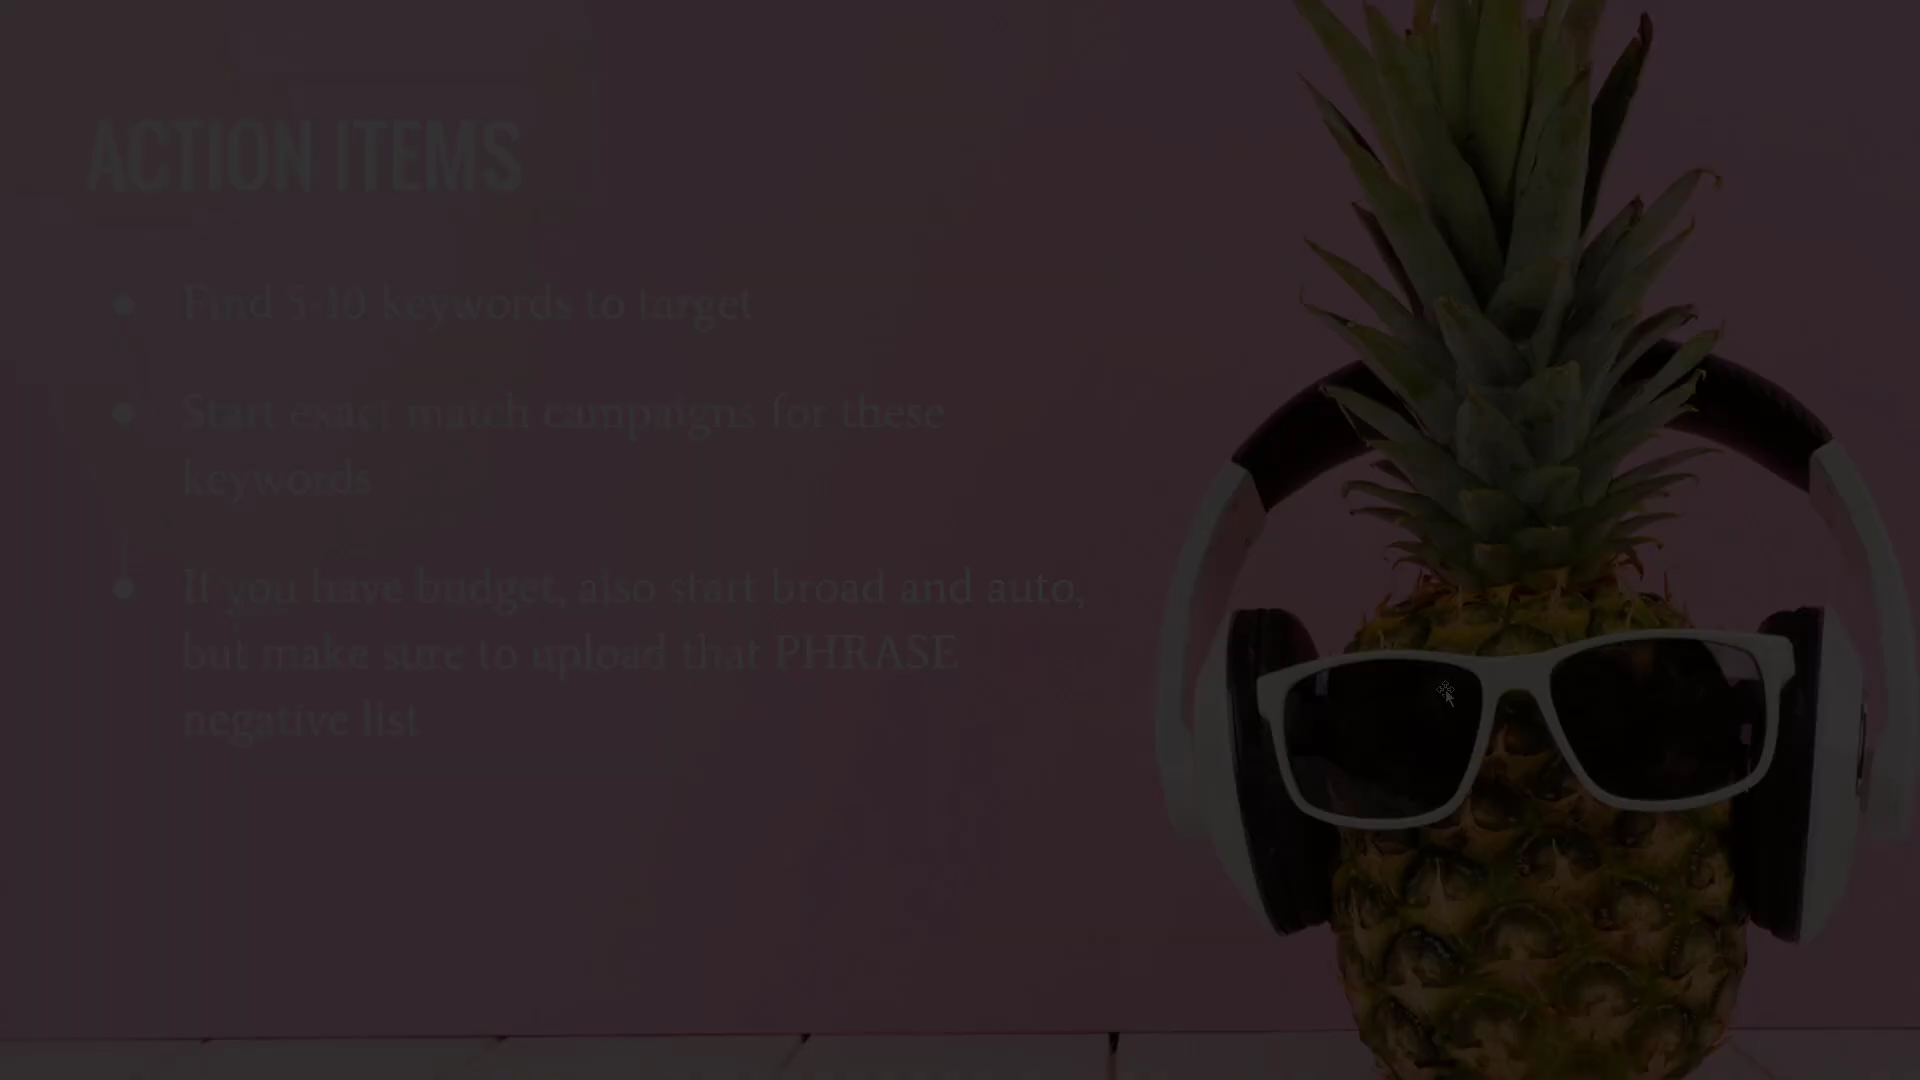 ACTION ITEMS
● Find 5-10 keywords to target
● Start exact match campaigns for these
keywords
● If you have budget, also start broad and auto,
but make sure to upload that PHRASE
negative list